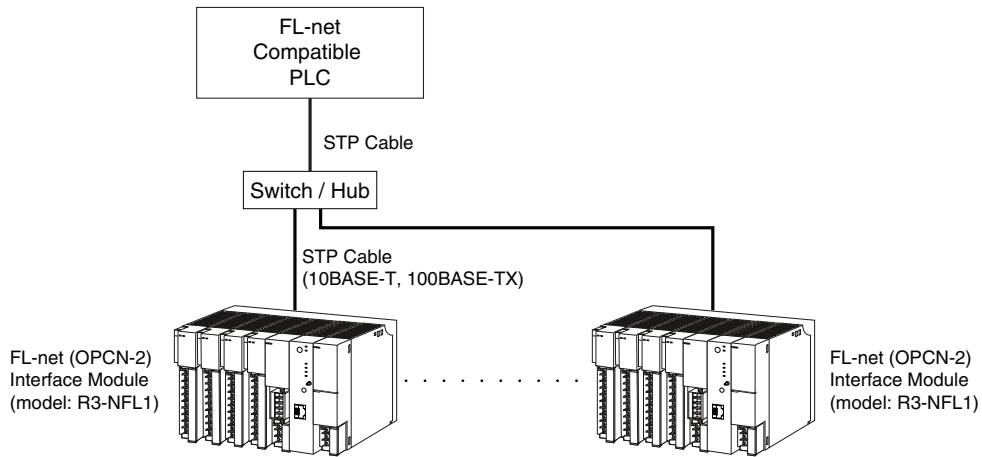 FL-net
Compatible
PLC
STP Cable
Switch / Hub
STP Cable
(10BASE-T, 100BASE-TX)
FL-net (OPCN-2)
Interface Module
(model: R3-NFL1)
FL-net (OPCN-2)
Interface Module
(model: R3-NFL1)